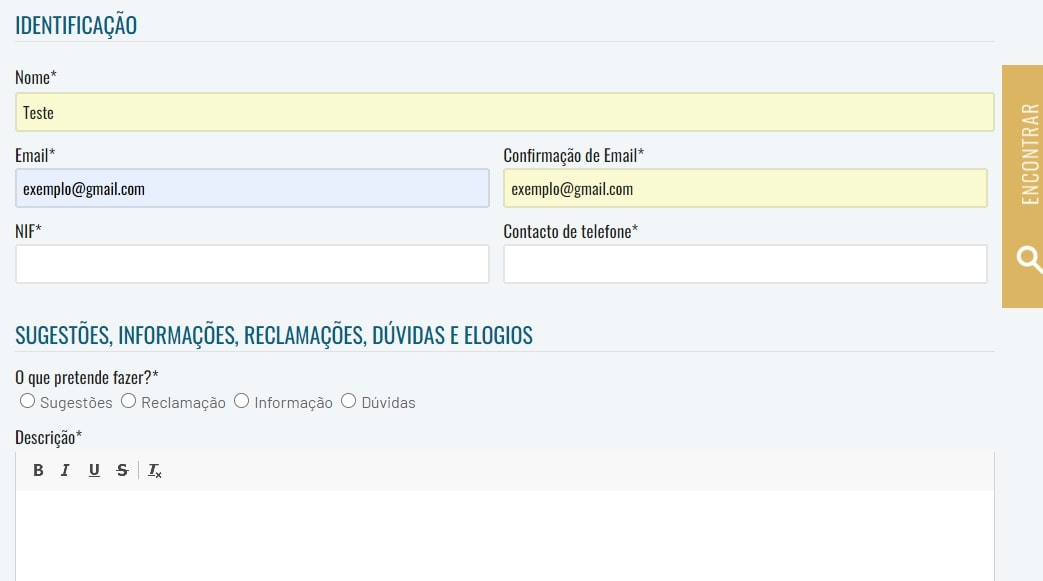 IDENTIFICAÇÃO
Nome*
Teste
Email*
Confirmação de Email*
exemplo@gmail.com
exemplo@gmail.com
NIF*
Contacto de telefone*
SUGESTÕES, INFORMAÇÕES, RECLAMAÇÕES, DÚVIDAS E ELOGIOS
O que pretende fazer?*
Sugestões Reclamação Informação Dúvidas
Descrição*
B I U S Tx
ENCONTRAR